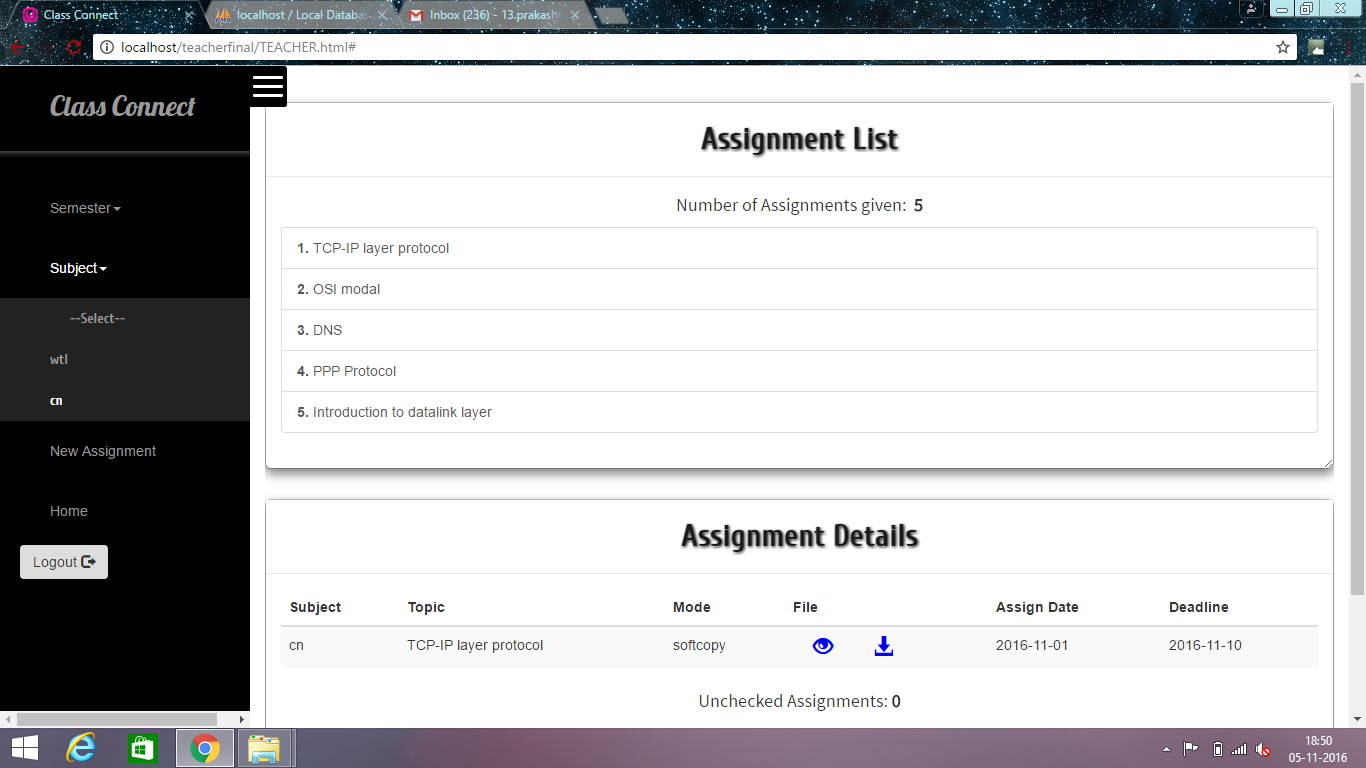 Class Connect
localhost / Local Databas
Inbox (236) - 13.prakash
localhost/teacherfinal/TEACHER.html#
Class Connect
Semester
Subject
--Select--
wtl
cn
New Assignment
Home
Logout
Assignment List
Number of Assignments given: 5
1. TCP-IP layer protocol
2. OSI modal
3. DNS
4. PPP Protocol
5. Introduction to datalink layer
Assignment Details
Subject Topic Mode File Assign Date Deadline
cn TCP-IP layer protocol softcopy 2016-11-01 2016-11-10
Unchecked Assignments: 0
18:50
05-11-2016